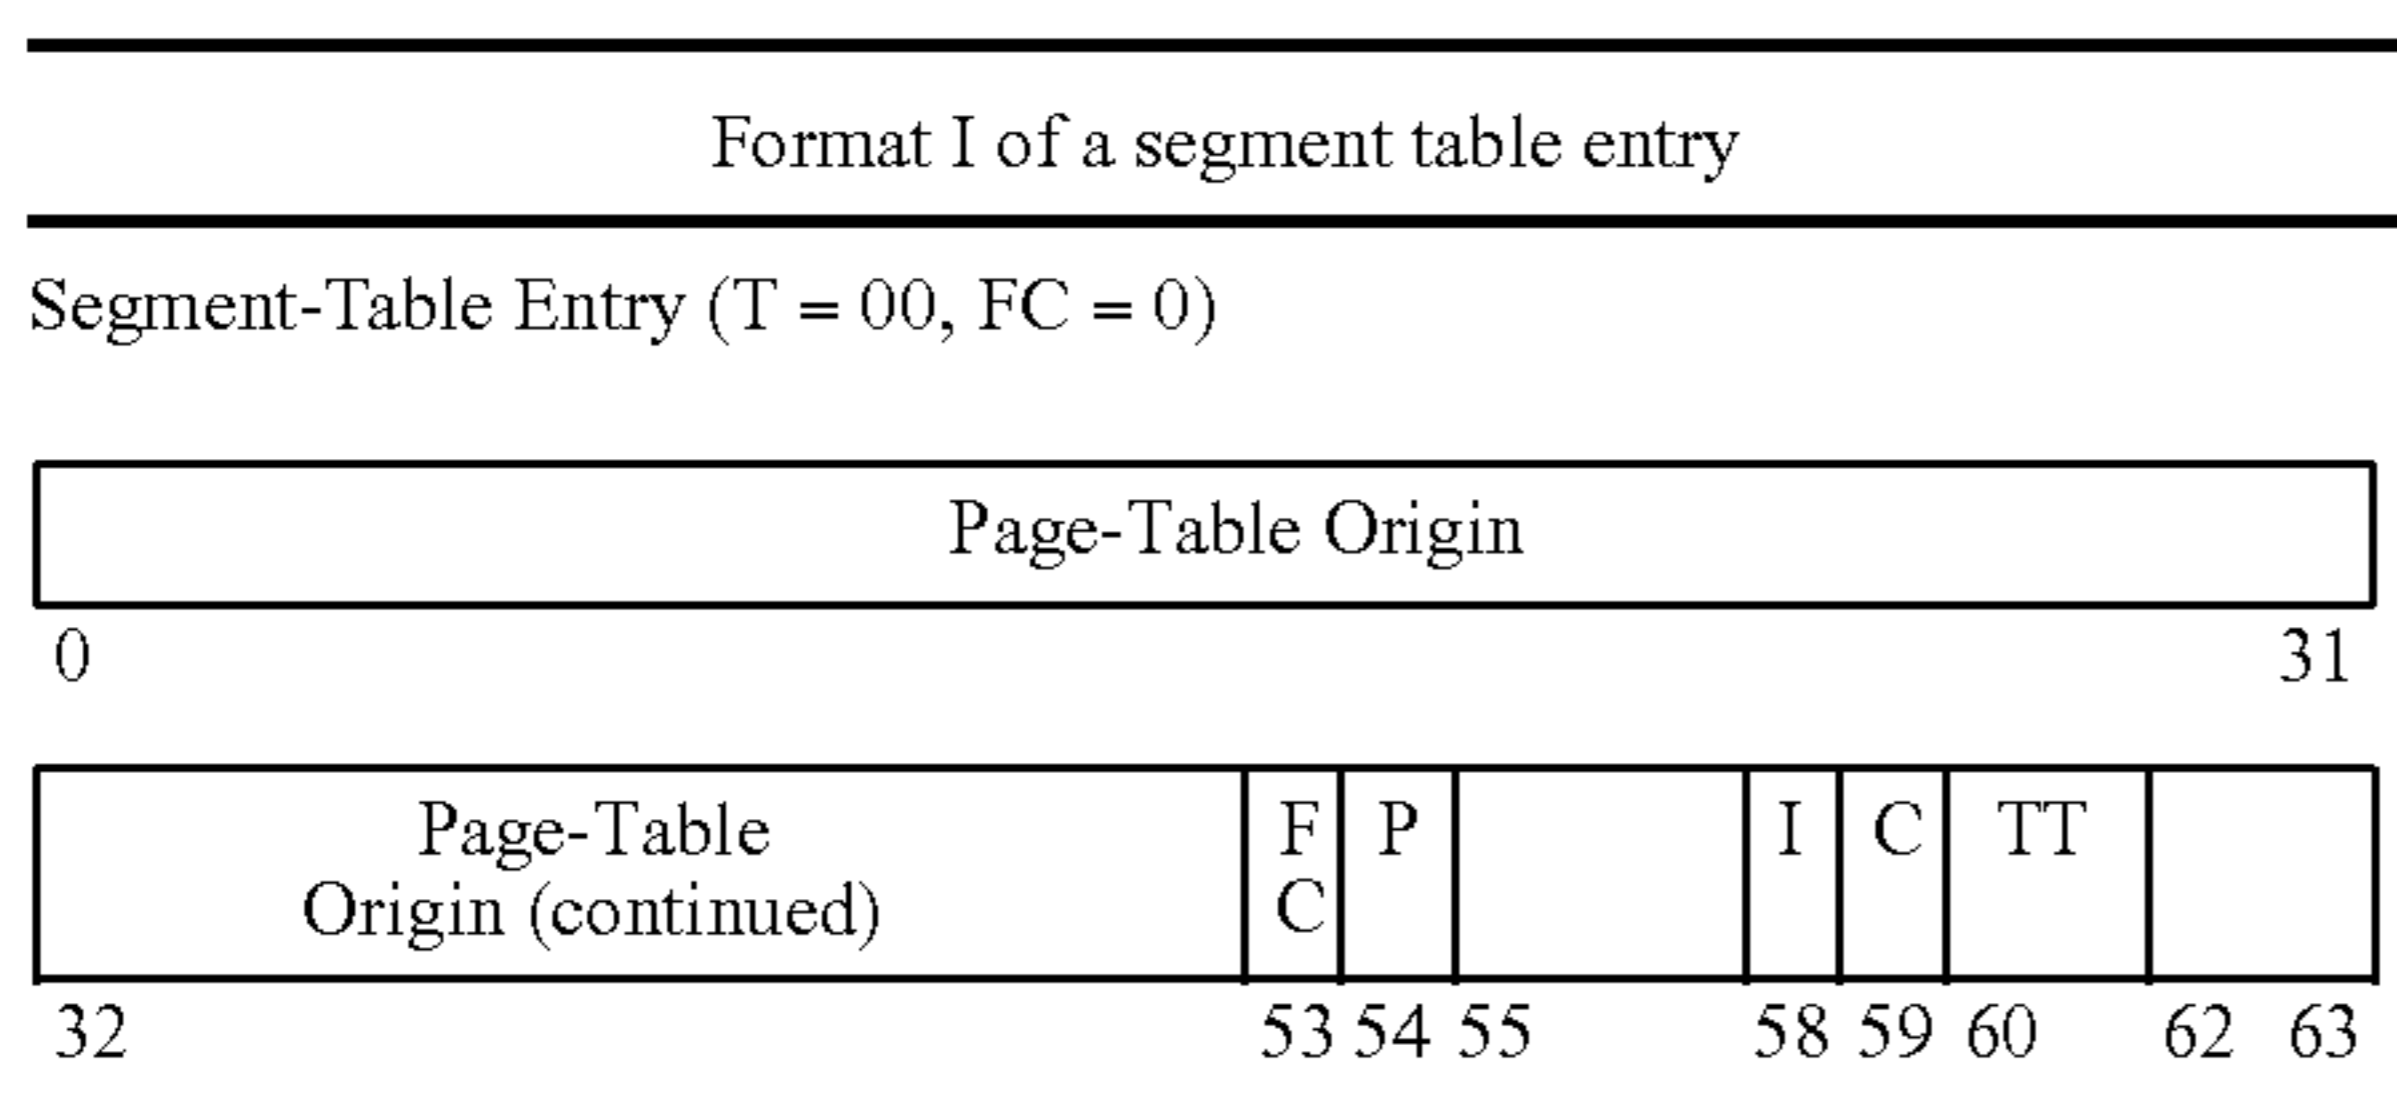 Format I of a segment table entry
Segment-Table Entry (T = 00, FC = 0)
Page-Table Origin
0 31
Page-Table F P I C TT
Origin (continued) C
32 53 54 55 58 59 60 62 63